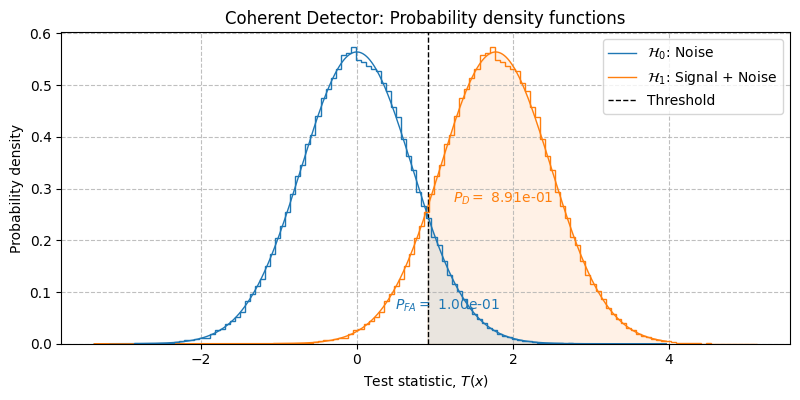 Coherent Detector: Probability density functions
0.6
0.5
0.4
0.3
0.2
0.1
0.0
Probability density
ℋ₀: Noise
ℋ₁: Signal + Noise
Threshold
P_D = 8.91e-01
P_FA = 1.00e-01
−2
0
2
4
Test statistic, T(x)